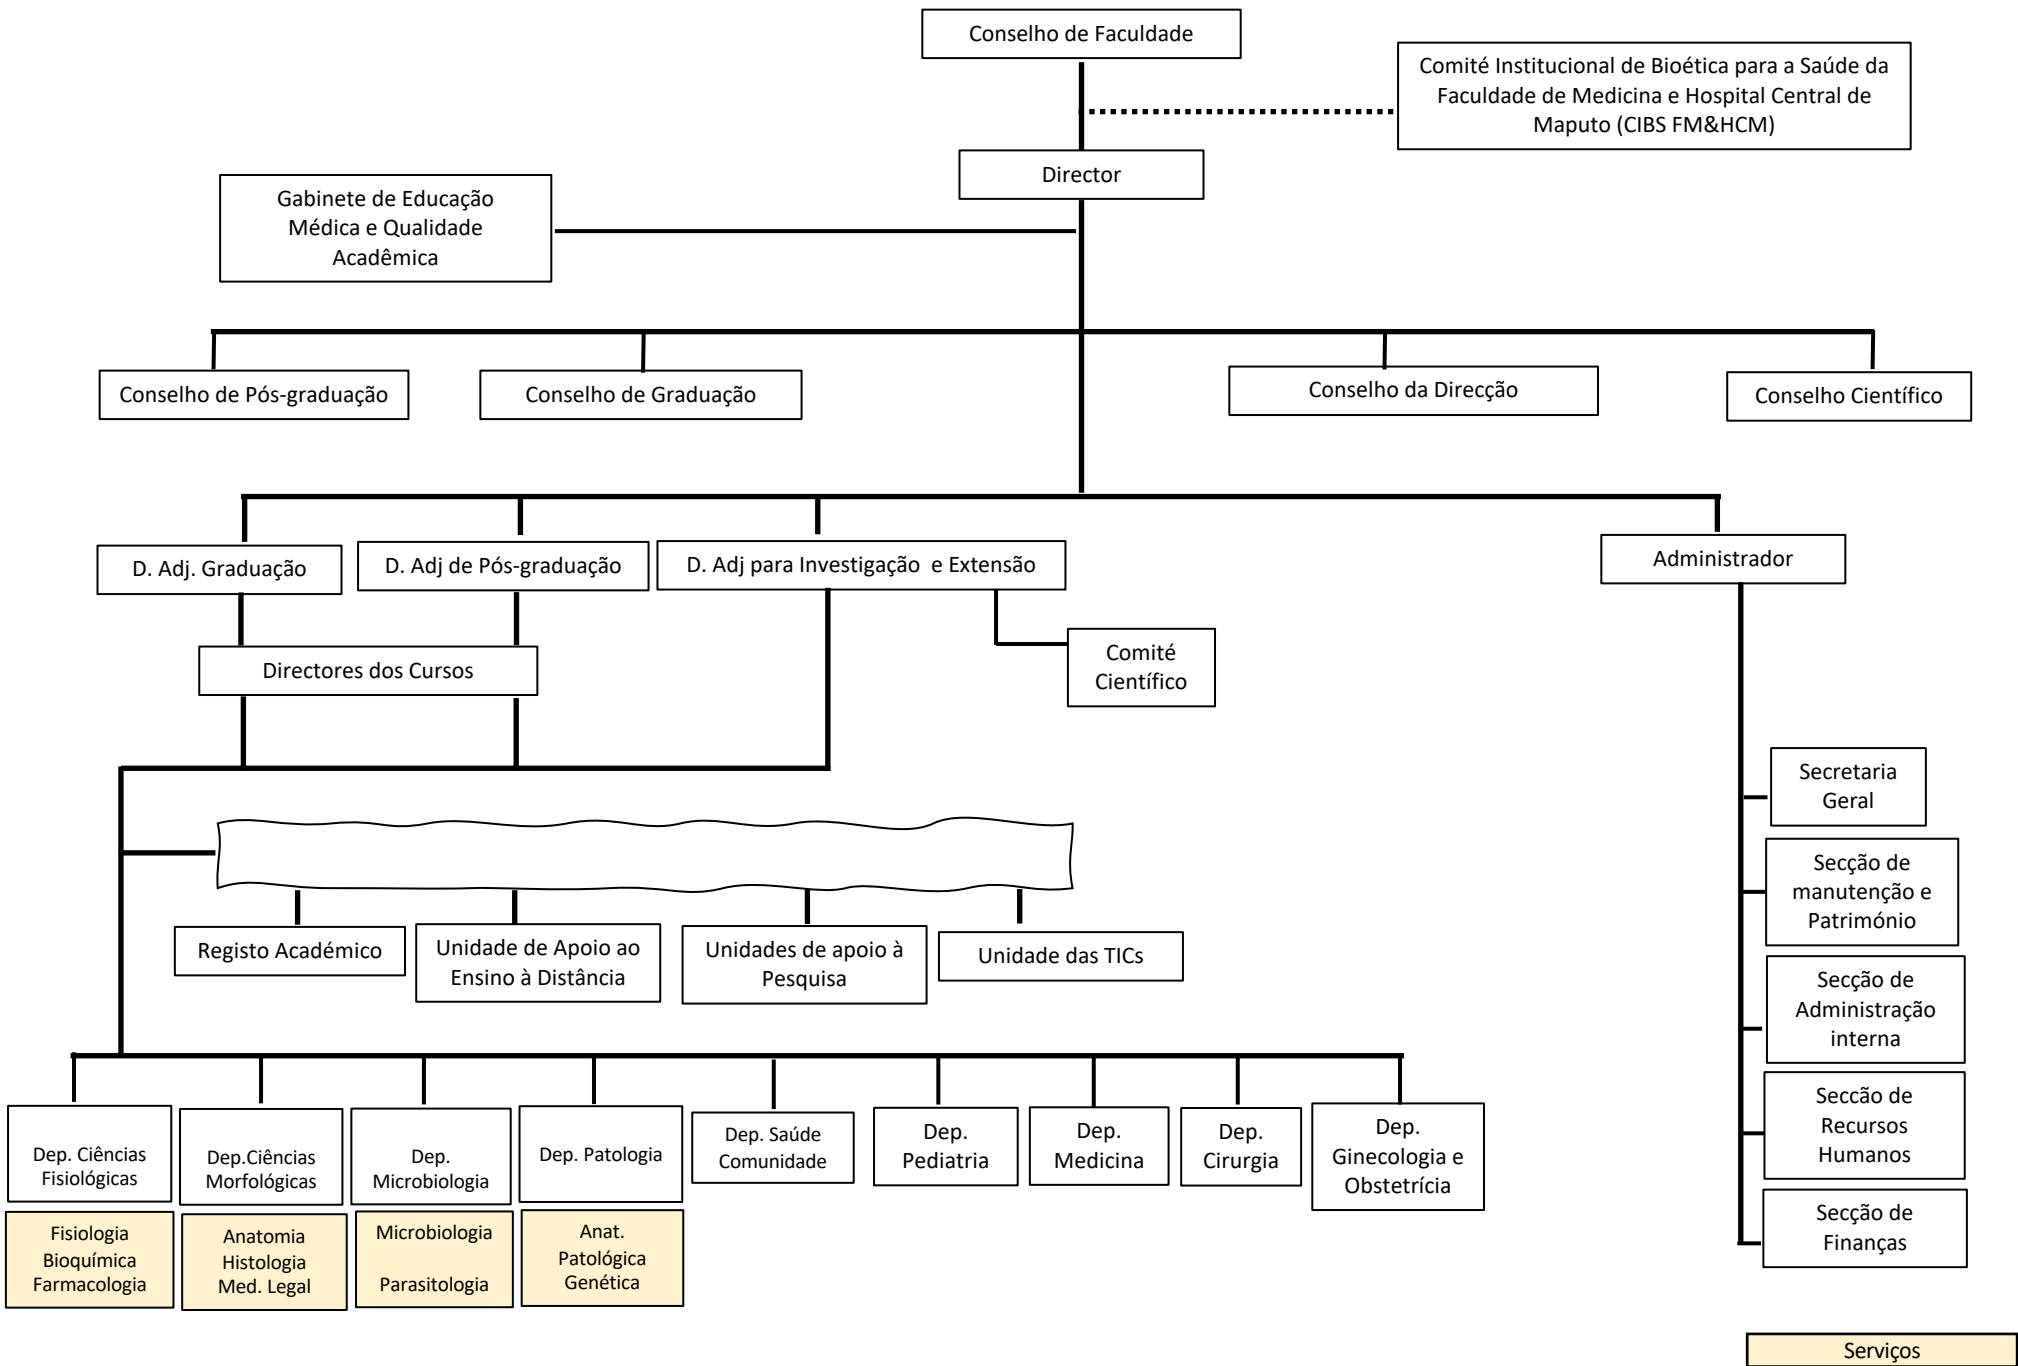 Conselho de Faculdade
Comité Institucional de Bioética para a Saúde da
Faculdade de Medicina e Hospital Central de
Maputo (CIBS FM&HCM)
Director
Gabinete de Educação
Médica e Qualidade
Acadêmica
Conselho de Pós-graduação
Conselho de Graduação
Conselho da Direcção
Conselho Científico
D. Adj. Graduação
D. Adj de Pós-graduação
D. Adj para Investigação e Extensão
Administrador
Directores dos Cursos
Comité
Científico
Secretaria
Geral
Secção de
manutenção e
Património
Secção de
Administração
interna
Seccão de
Recursos
Humanos
Secção de
Finanças
Registo Académico
Unidade de Apoio ao
Ensino à Distância
Unidades de apoio à
Pesquisa
Unidade das TICs
Dep. Ciências
Fisiológicas
Dep.Ciências
Morfológicas
Dep.
Microbiologia
Dep. Patologia
Dep. Saúde
Comunidade
Dep.
Pediatria
Dep.
Medicina
Dep.
Cirurgia
Dep.
Ginecologia e
Obstetrícia
Fisiologia
Bioquímica
Farmacologia
Anatomia
Histologia
Med. Legal
Microbiologia
Parasitologia
Anat.
Patológica
Genética
Serviços